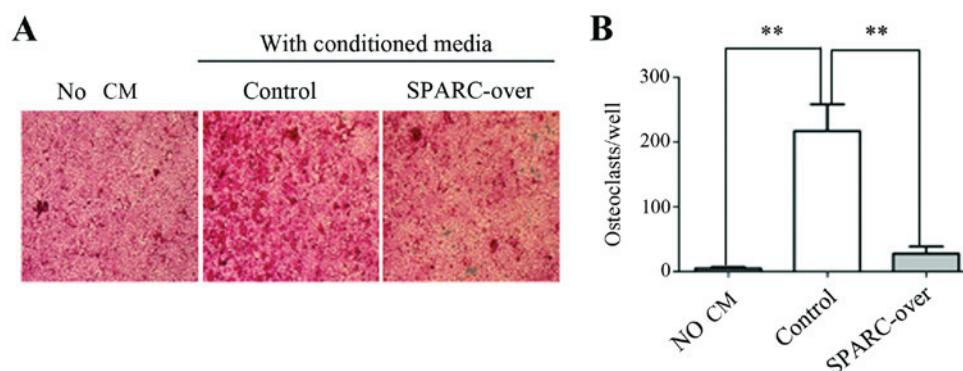 A
With conditioned media
No CM
Control
SPARC-over
B
**
**
Osteoclasts/well
300
200
100
0
NO CM
Control
SPARC-over